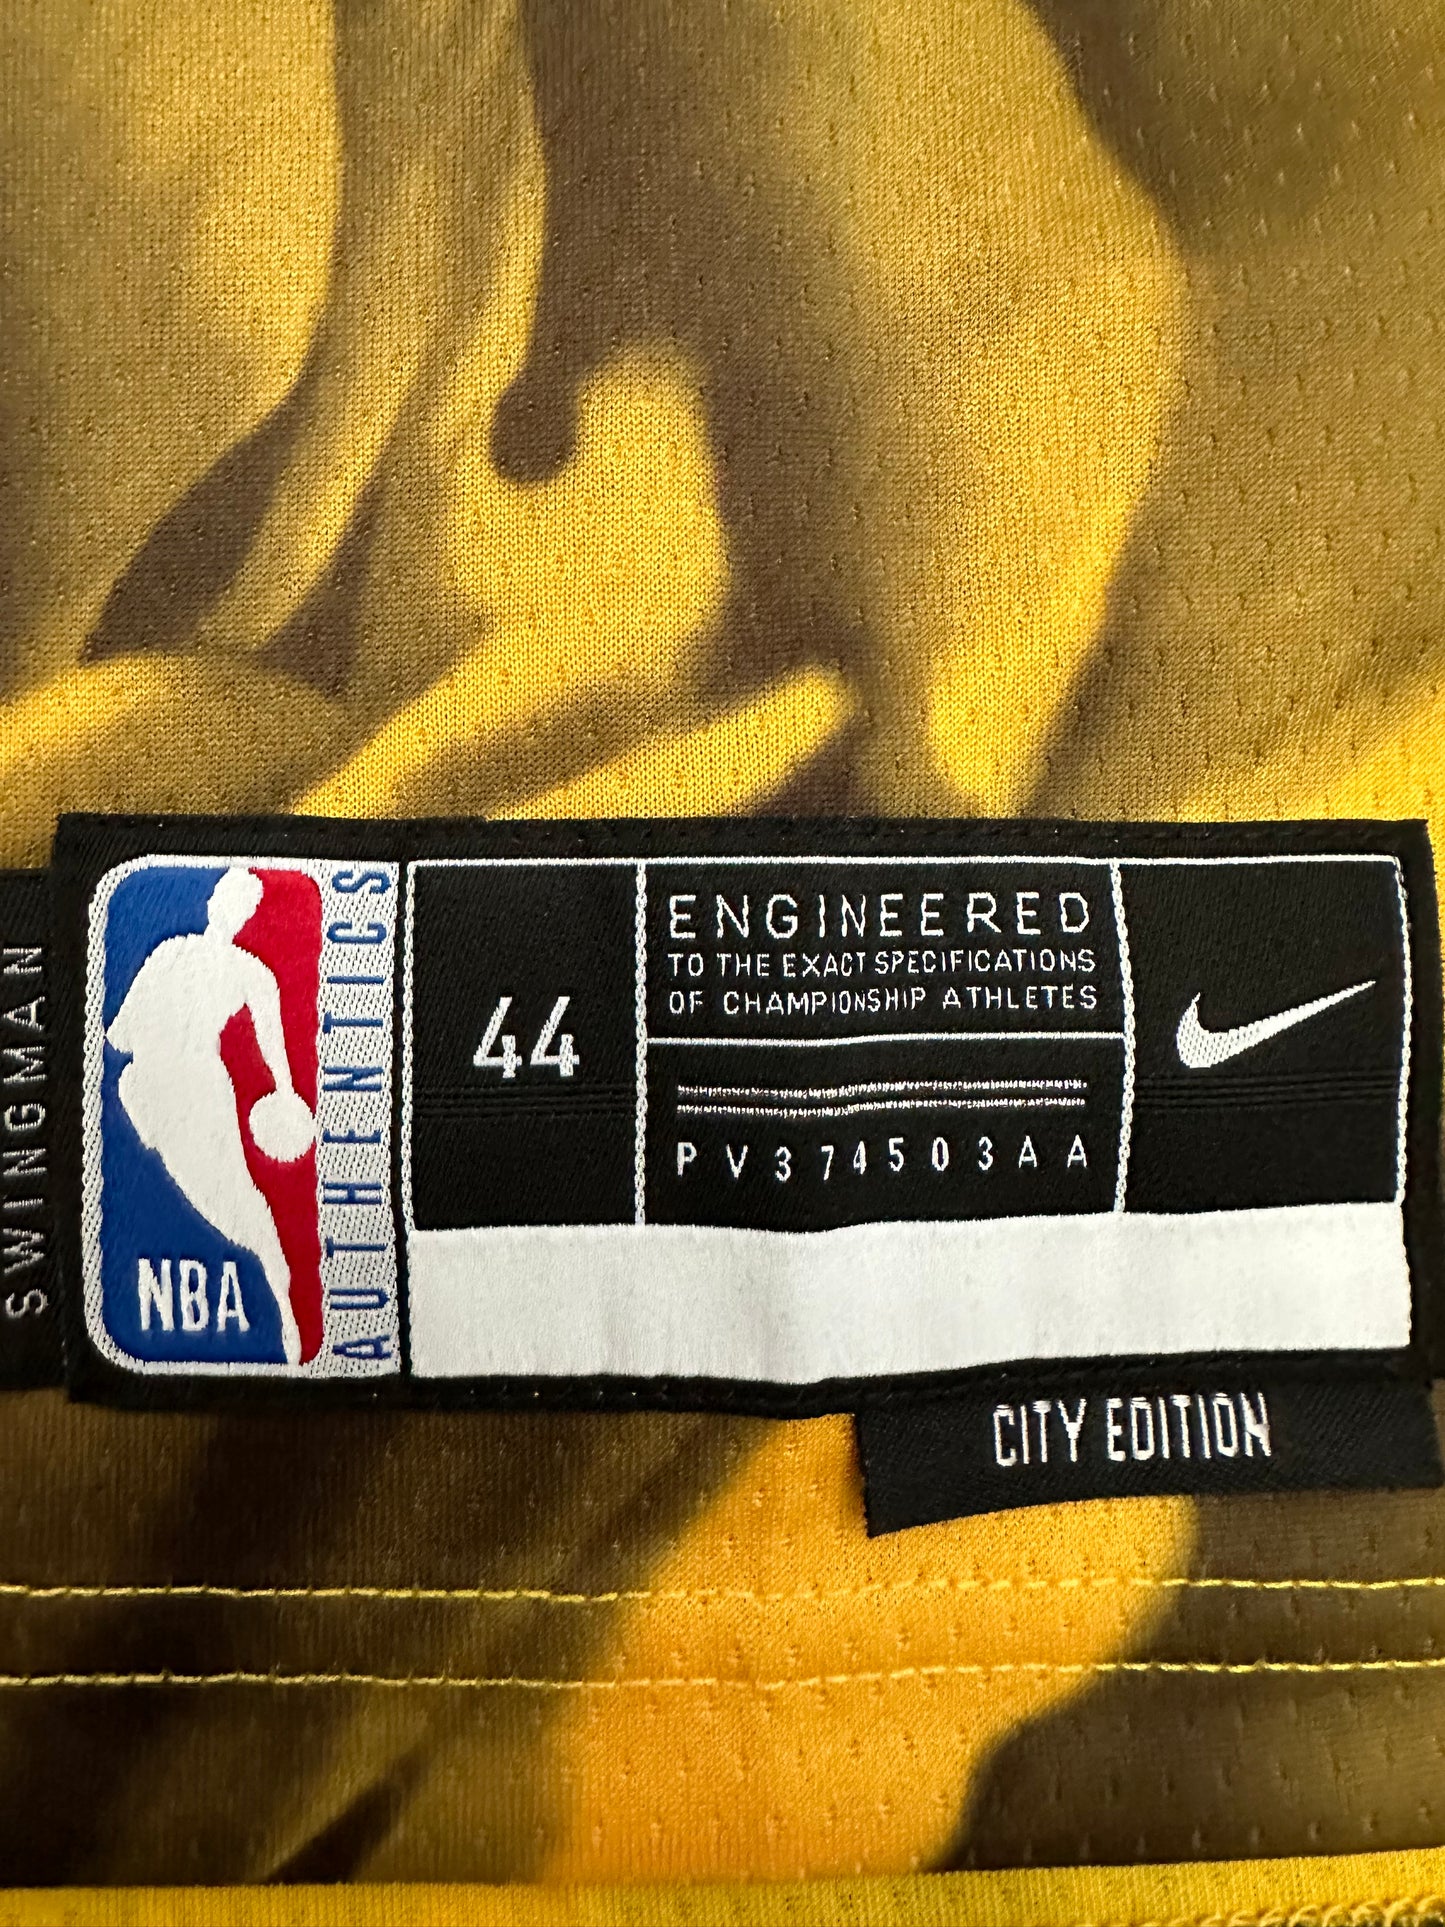 SWINGMAN
NBA
AUTHENTICS
44
ENGINEERED
TO THE EXACT SPECIFICATIONS
OF CHAMPIONSHIP ATHLETES
PV374503AA
CITY EDITION